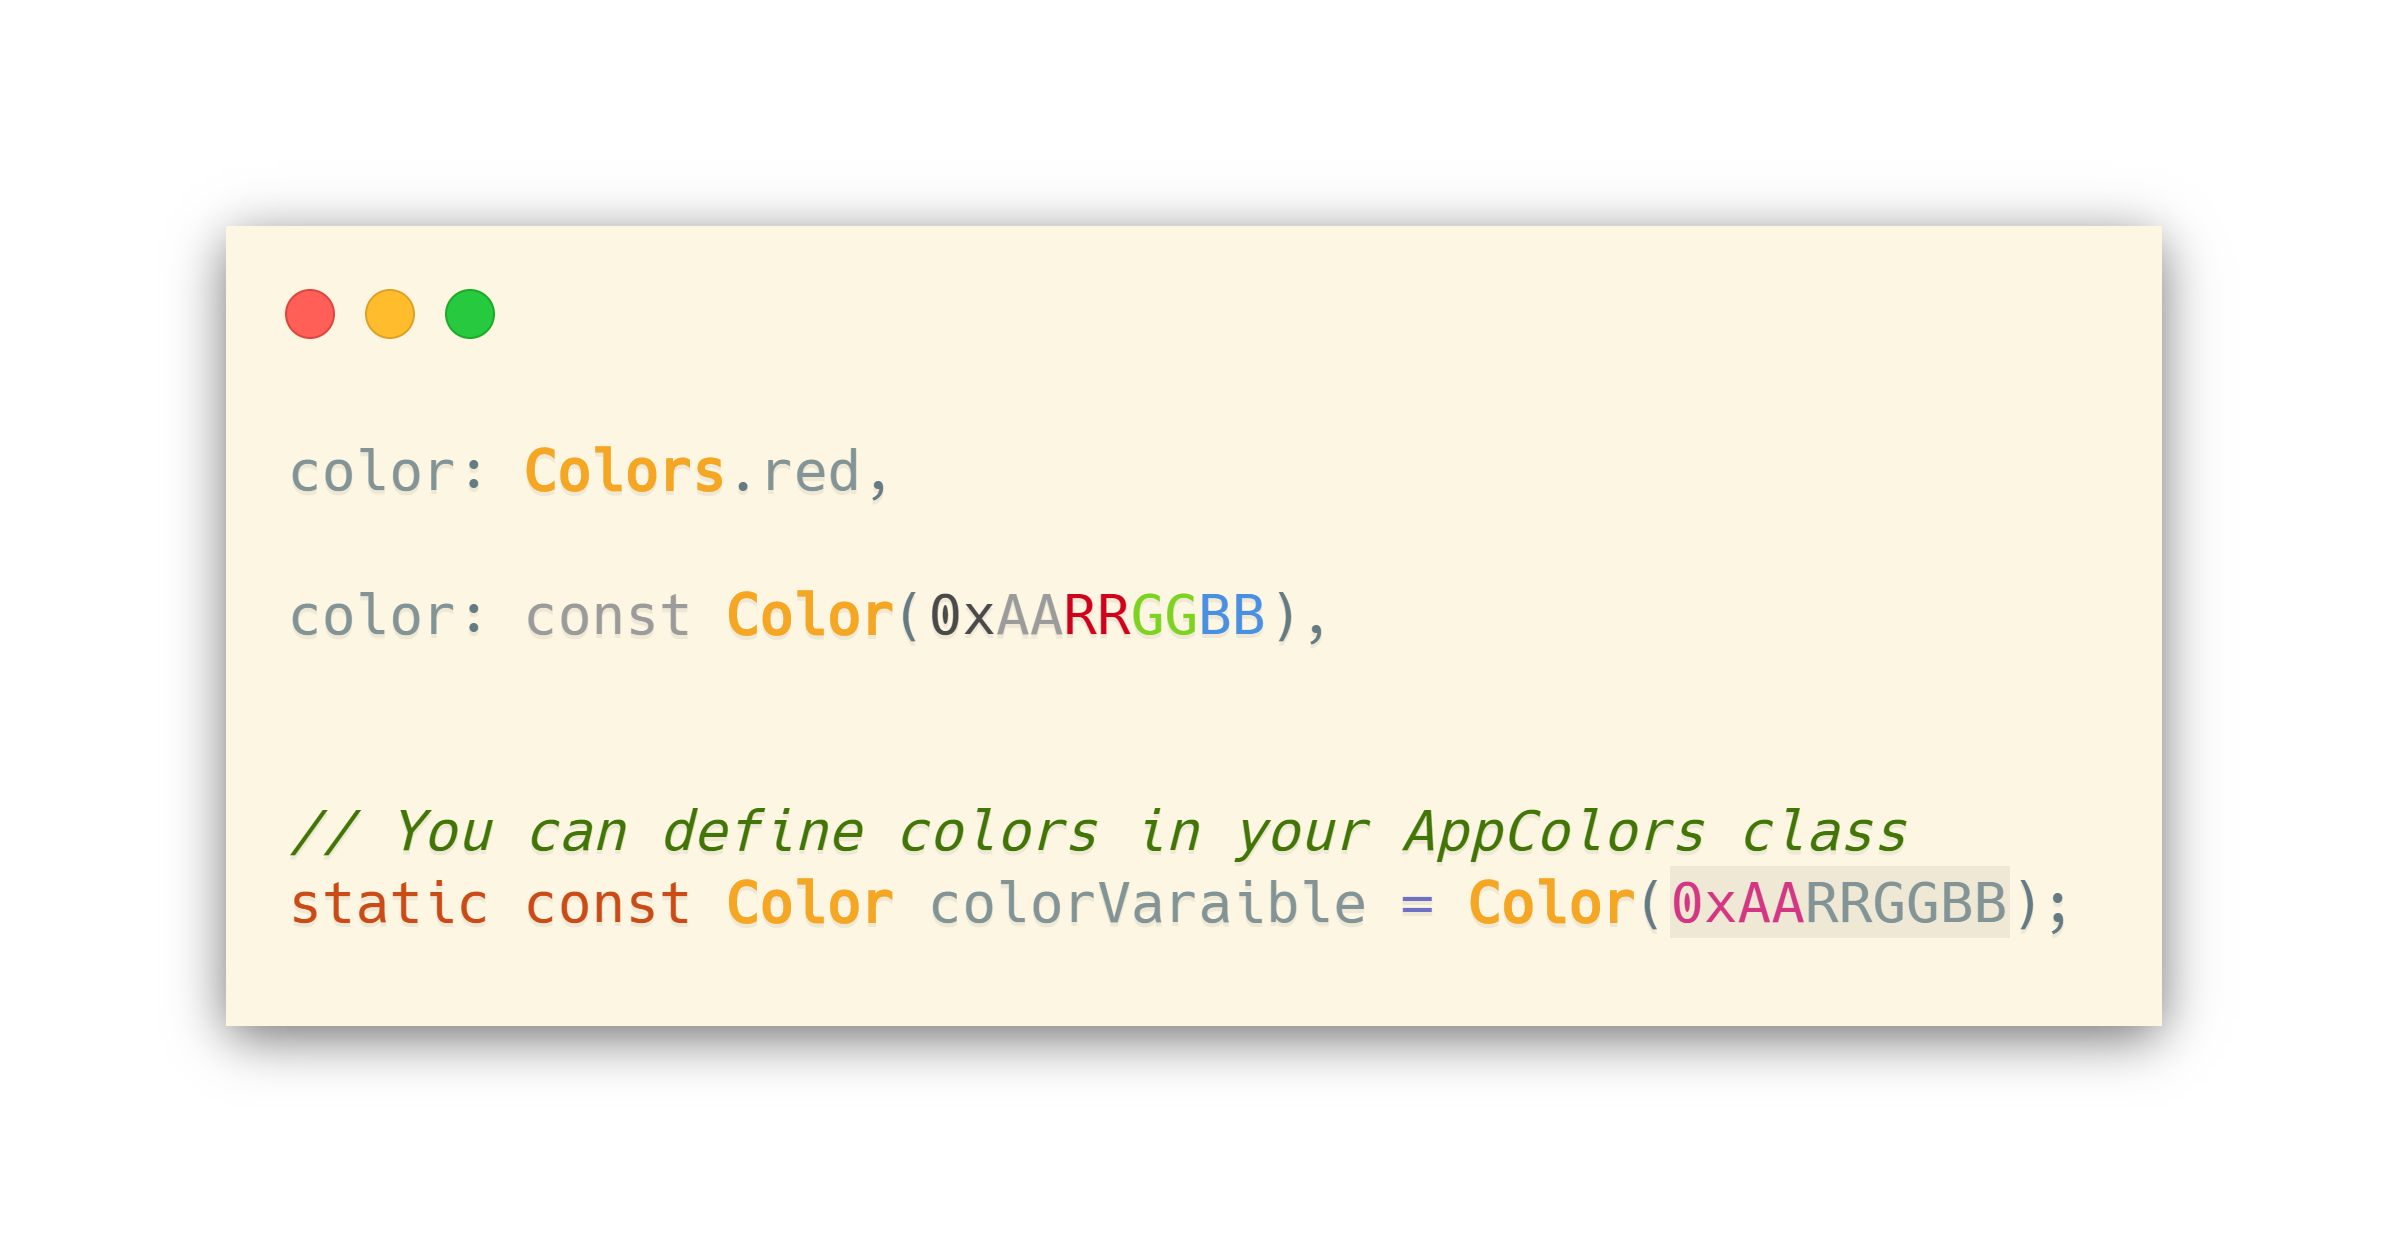 color: Colors.red,
color: const Color(0xAARRGGBB),
// You can define colors in your AppColors class
static const Color colorVaraible = Color(0xAARRGGBB);